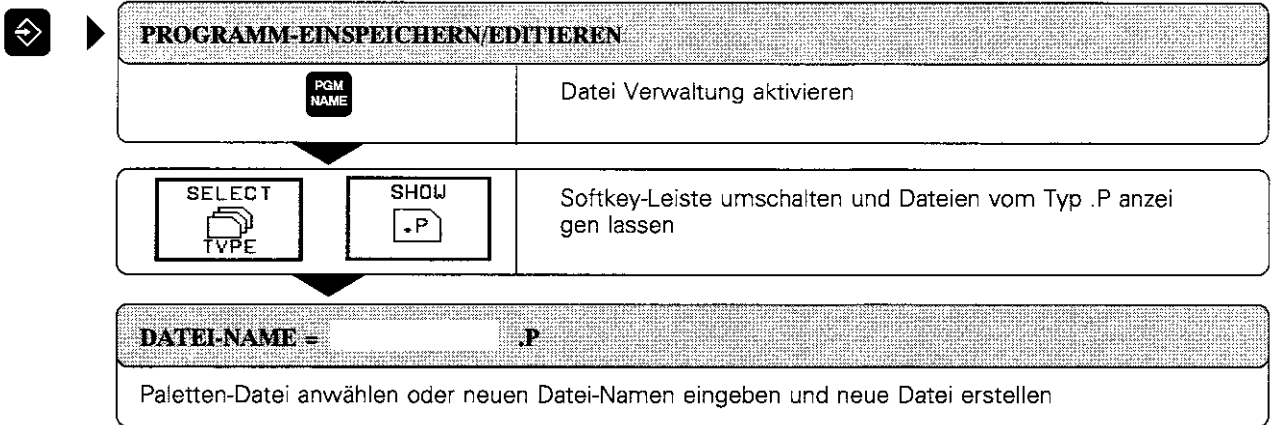 PROGRAMM-EINSPEICHERN/EDITIEREN
PGM
NAME
Datei Verwaltung aktivieren
SELECT
TYPE
SHOW
.P
Softkey-Leiste umschalten und Dateien vom Typ .P anzei
gen lassen
DATEI-NAME = .P
Paletten-Datei anwählen oder neuen Datei-Namen eingeben und neue Datei erstellen